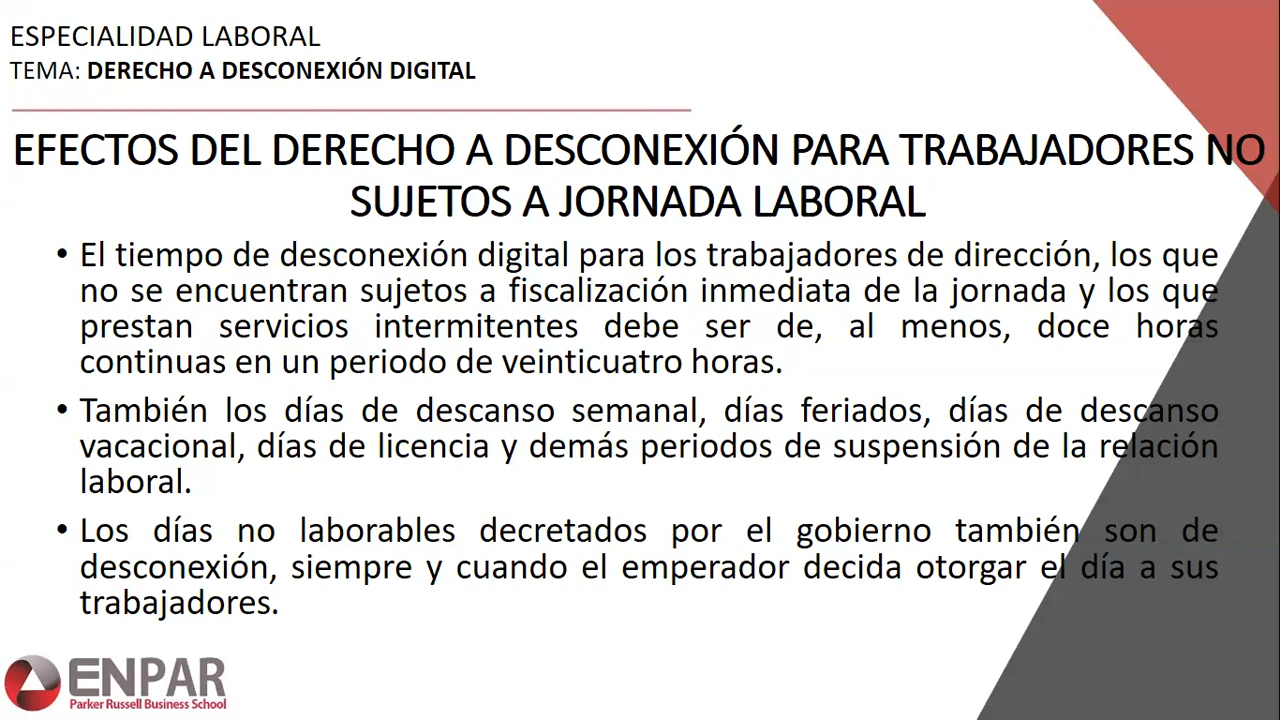 ESPECIALIDAD LABORAL
TEMA: DERECHO A DESCONEXIÓN DIGITAL
EFECTOS DEL DERECHO A DESCONEXIÓN PARA TRABAJADORES NO
SUJETOS A JORNADA LABORAL
• El tiempo de desconexión digital para los trabajadores de dirección, los que
no se encuentran sujetos a fiscalización inmediata de la jornada y los que
prestan servicios intermitentes debe ser de, al menos, doce horas
continuas en un periodo de veinticuatro horas.
• También los días de descanso semanal, días feriados, días de descanso
vacacional, días de licencia y demás periodos de suspensión de la relación
laboral.
• Los días no laborables decretados por el gobierno también son de
desconexión, siempre y cuando el emperador decida otorgar el día a sus
trabajadores.
ENPAR
Parker Russell Business School